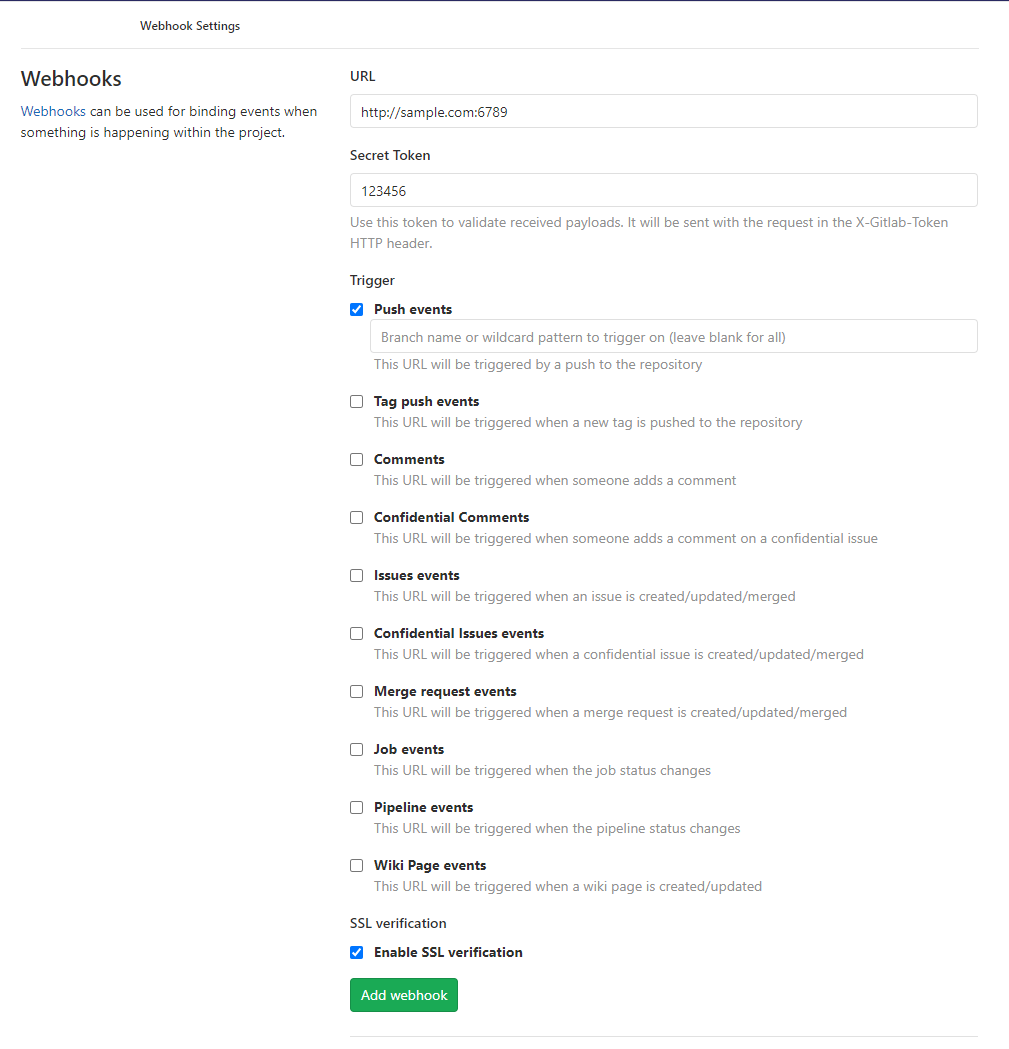 Webhook Settings
Webhooks
Webhooks can be used for binding events when
something is happening within the project.
URL
http://sample.com:6789
Secret Token
123456
Use this token to validate received payloads. It will be sent with the request in the X-Gitlab-Token
HTTP header.
Trigger
Push events
Branch name or wildcard pattern to trigger on (leave blank for all)
This URL will be triggered by a push to the repository
Tag push events
This URL will be triggered when a new tag is pushed to the repository
Comments
This URL will be triggered when someone adds a comment
Confidential Comments
This URL will be triggered when someone adds a comment on a confidential issue
Issues events
This URL will be triggered when an issue is created/updated/merged
Confidential Issues events
This URL will be triggered when a confidential issue is created/updated/merged
Merge request events
This URL will be triggered when a merge request is created/updated/merged
Job events
This URL will be triggered when the job status changes
Pipeline events
This URL will be triggered when the pipeline status changes
Wiki Page events
This URL will be triggered when a wiki page is created/updated
SSL verification
Enable SSL verification
Add webhook